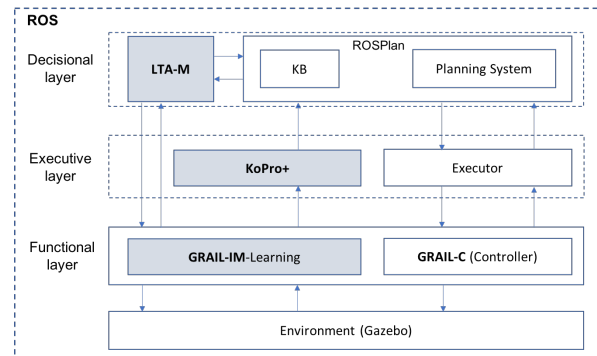 ROS
Decisional
layer
LTA-M
ROSPlan
KB
Planning System
Executive
layer
KoPro+
Executor
Functional
layer
GRAIL-IM-Learning
GRAIL-C (Controller)
Environment (Gazebo)